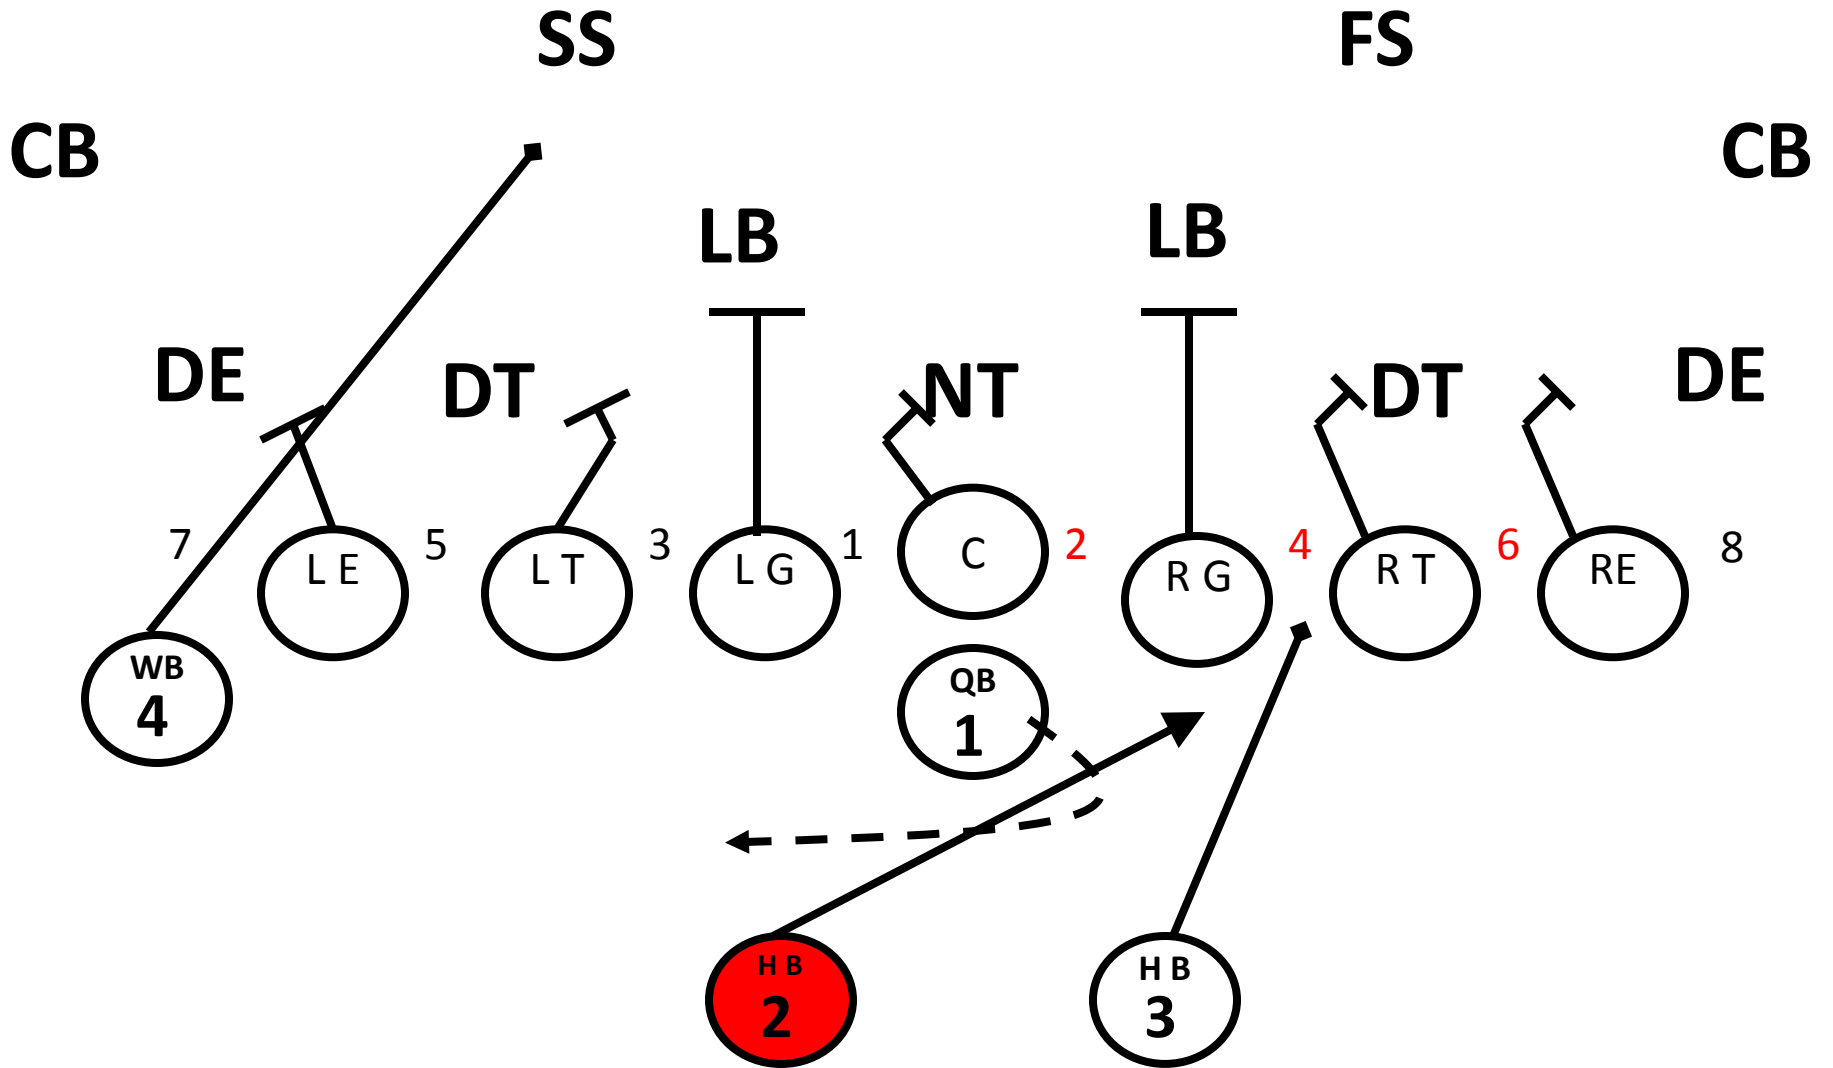 SS FS
CB CB
LB LB
DE DT NT DT DE
7 5 3 1 2 4 6 8
L E L T L G C R G R T RE
WB
4
QB
1
H B
2
H B
3